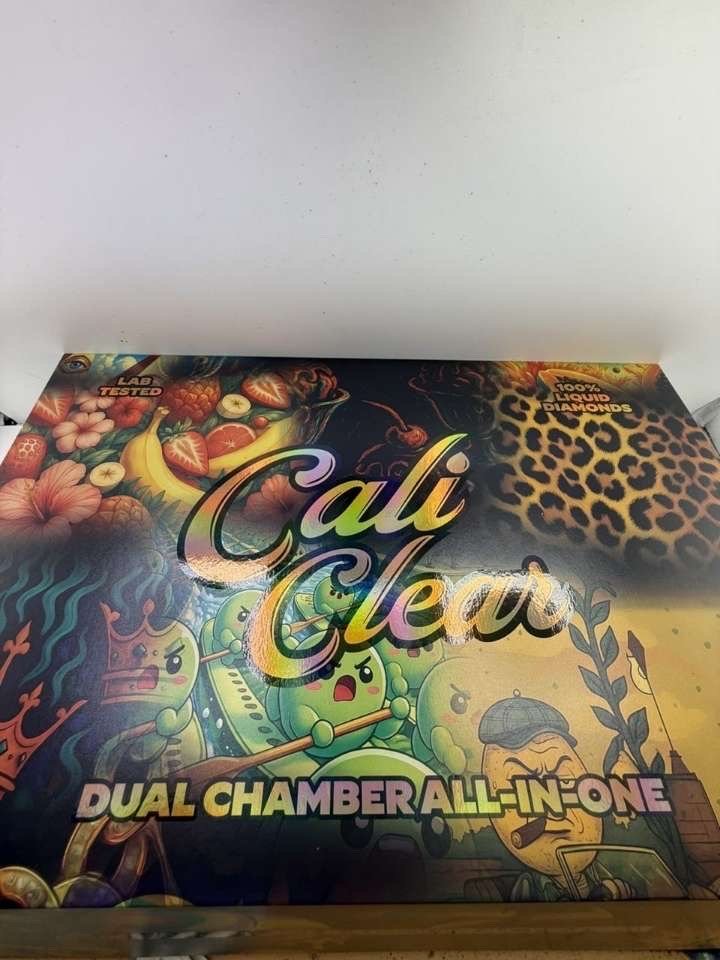 LAB
TESTED
100%
LIQUID
DIAMONDS
Cali
Clear
DUAL CHAMBER ALL-IN-ONE